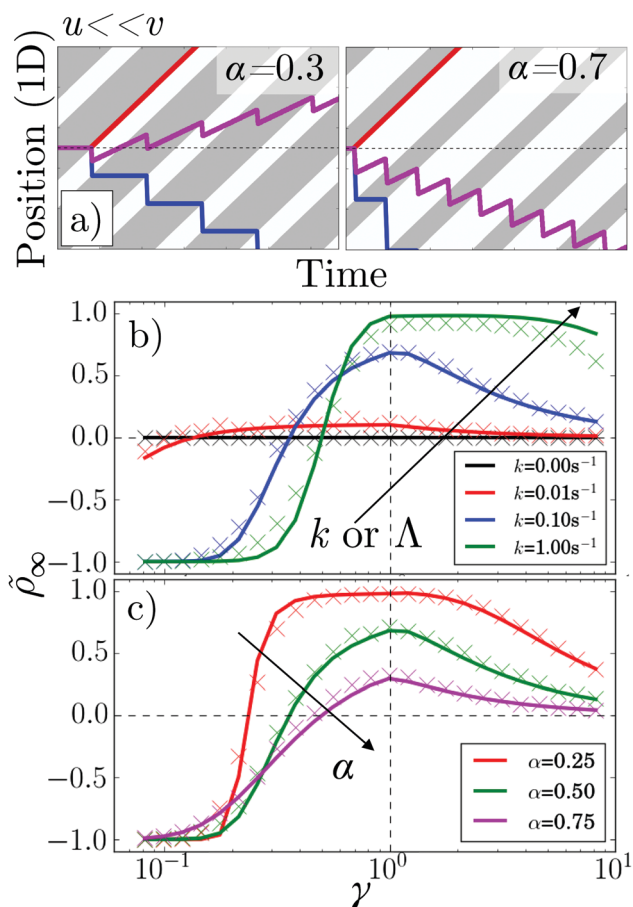 u<<v
α=0.3
α=0.7
Position (1D)
a)
Time
b)
1.0
0.5
0.0
−0.5
−1.0
k or Λ
k=0.00s⁻¹
k=0.01s⁻¹
k=0.10s⁻¹
k=1.00s⁻¹
ρ̃∞
c)
1.0
0.5
0.0
−0.5
−1.0
α
α=0.25
α=0.50
α=0.75
10⁻¹
10⁰
10¹
γ